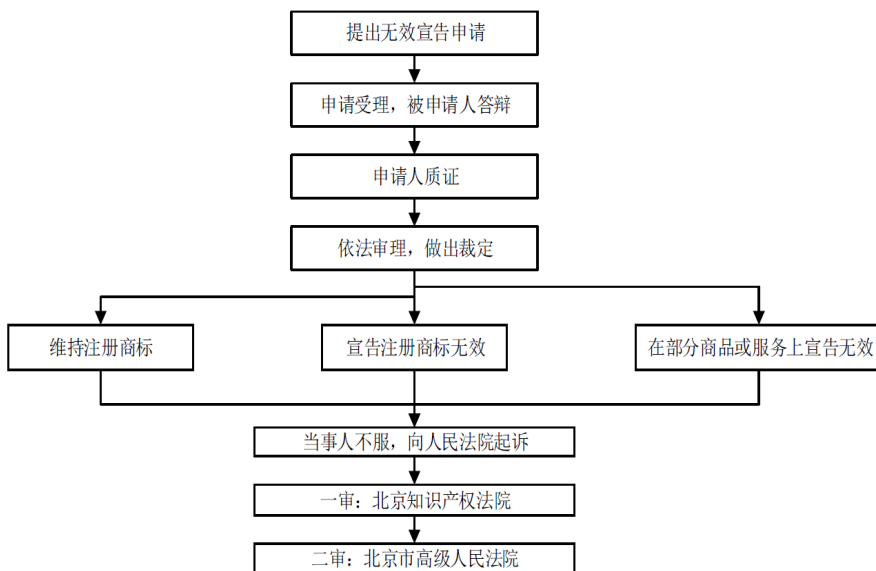 提出无效宣告申请
申请受理，被申请人答辩
申请人质证
依法审理，做出裁定
维持注册商标
宣告注册商标无效
在部分商品或服务上宣告无效
当事人不服，向人民法院起诉
一审：北京知识产权法院
二审：北京市高级人民法院